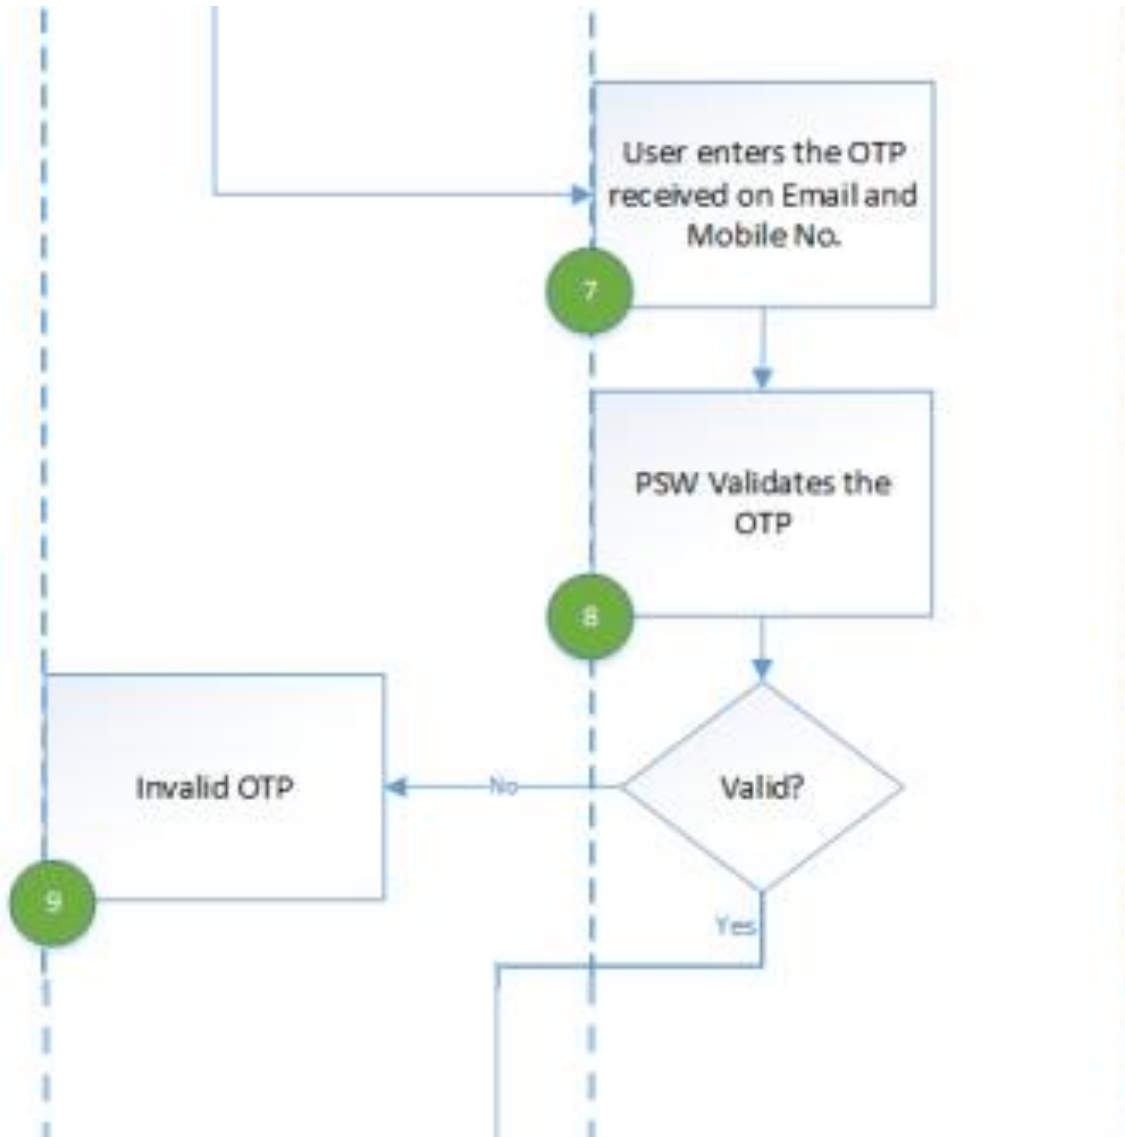 User enters the OTP
received on Email and
Mobile No.
7
PSW Validates the
OTP
8
Invalid OTP
No
Valid?
9
Yes